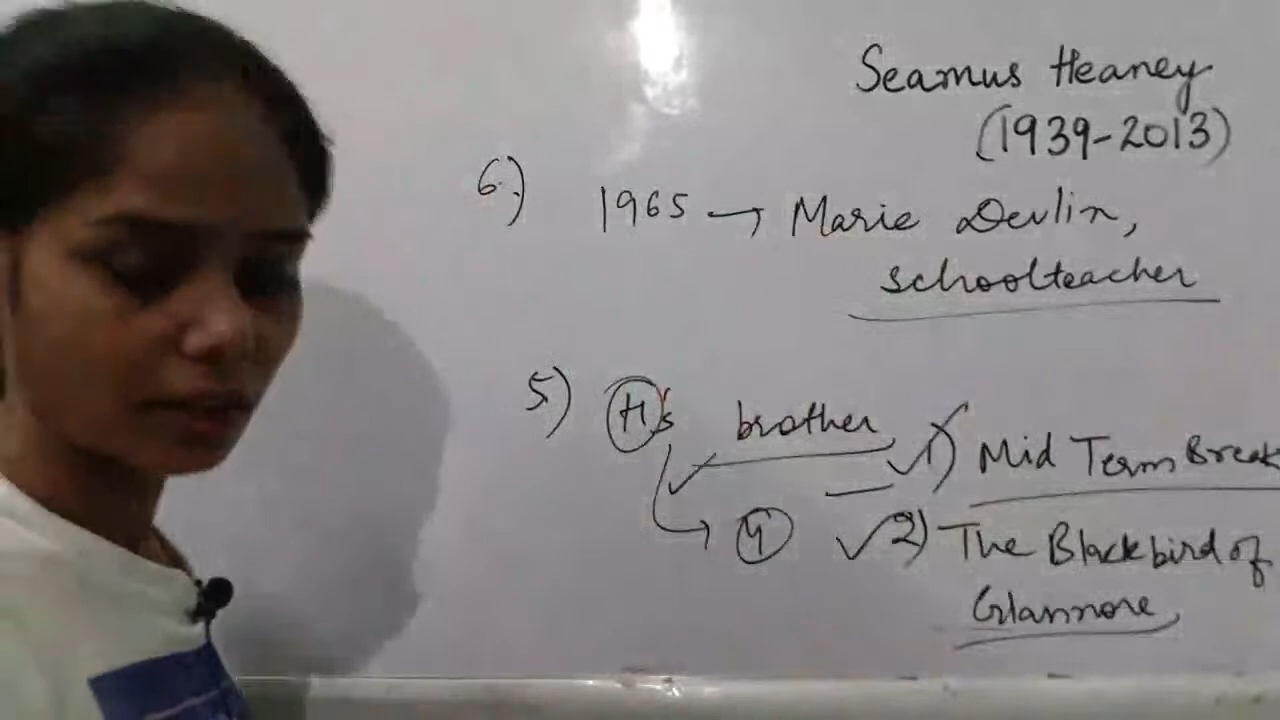 Seamus Heaney
(1939-2013)
6) 1965 → Marie Devlin,
schoolteacher
5) H's brother, 1) Mid Term Break
→ 4 2) The Blackbird of
Glanmore,